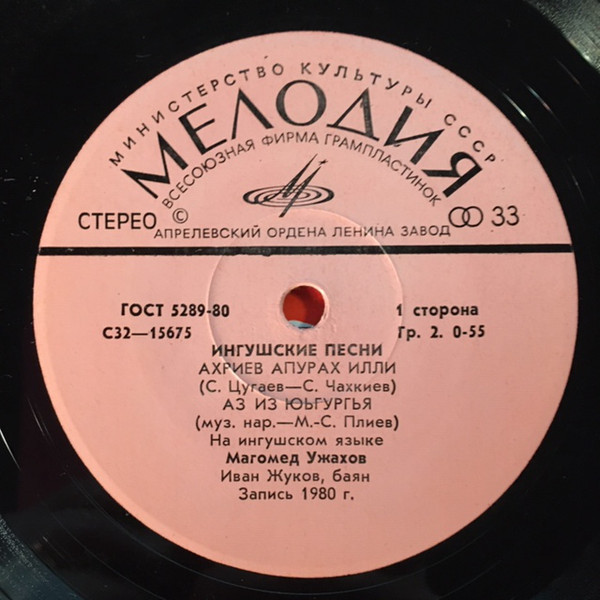 МИНИСТЕРСТВО КУЛЬТУРЫ СССР
МЕЛОДИЯ
ВСЕСОЮЗНАЯ ФИРМА ГРАМПЛАСТИНОК
СТЕРЕО © 33
АПРЕЛЕВСКИЙ ОРДЕНА ЛЕНИНА ЗАВОД
ГОСТ 5289-80 1 сторона
С32—15675 Гр. 2. 0-55
ИНГУШСКИЕ ПЕСНИ
АХРИЕВ АПУРАХ ИЛЛИ
(С. Цугаев—С. Чахкиев)
АЗ ИЗ ЮЬГУРГЬЯ
(муз. нар.—М.-С. Плиев)
На ингушском языке
Магомед Ужахов
Иван Жуков, баян
Запись 1980 г.